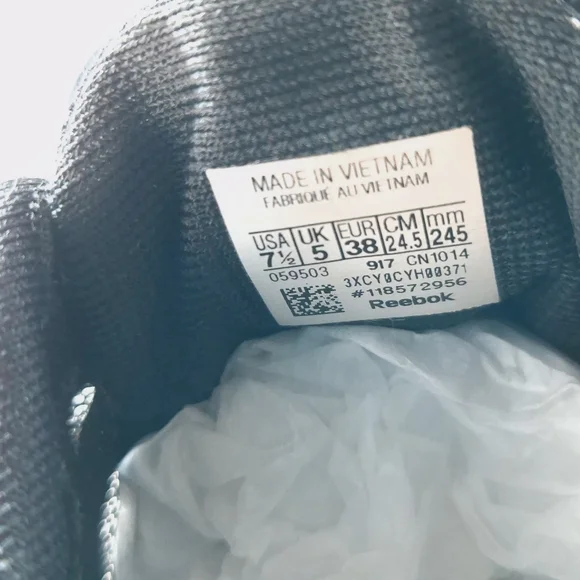 MADE IN VIETNAM
FABRIQUÉ AU VIETNAM
USA UK EUR CM mm
7½ 5 38 24.5 245
059503 917 CN1014
3XCY0CYH00371
#118572956
Reebok